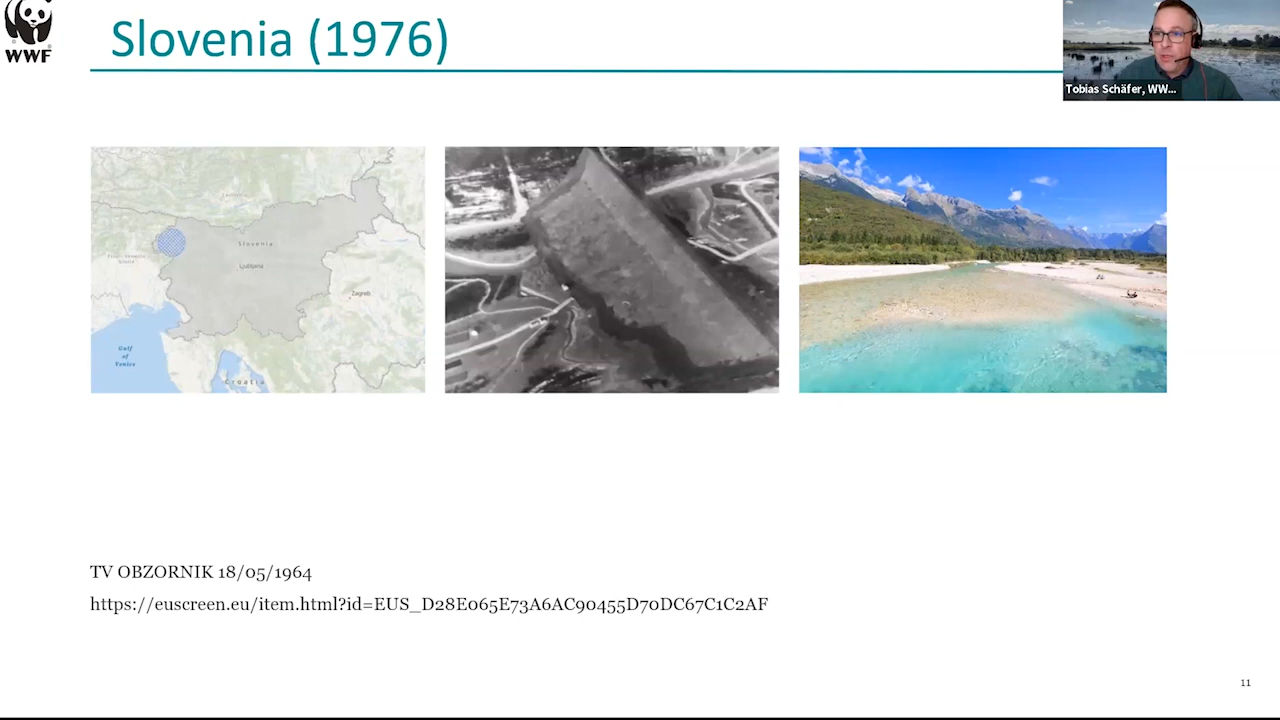 WWF
Slovenia (1976)
Tobias Schäfer, WW...
Slovenia
Ljubljana
Zagreb
Gulf
of
Venice
Croatia
TV OBZORNIK 18/05/1964
https://euscreen.eu/item.html?id=EUS_D28E065E73A6AC90455D70DC67C1C2AF
11